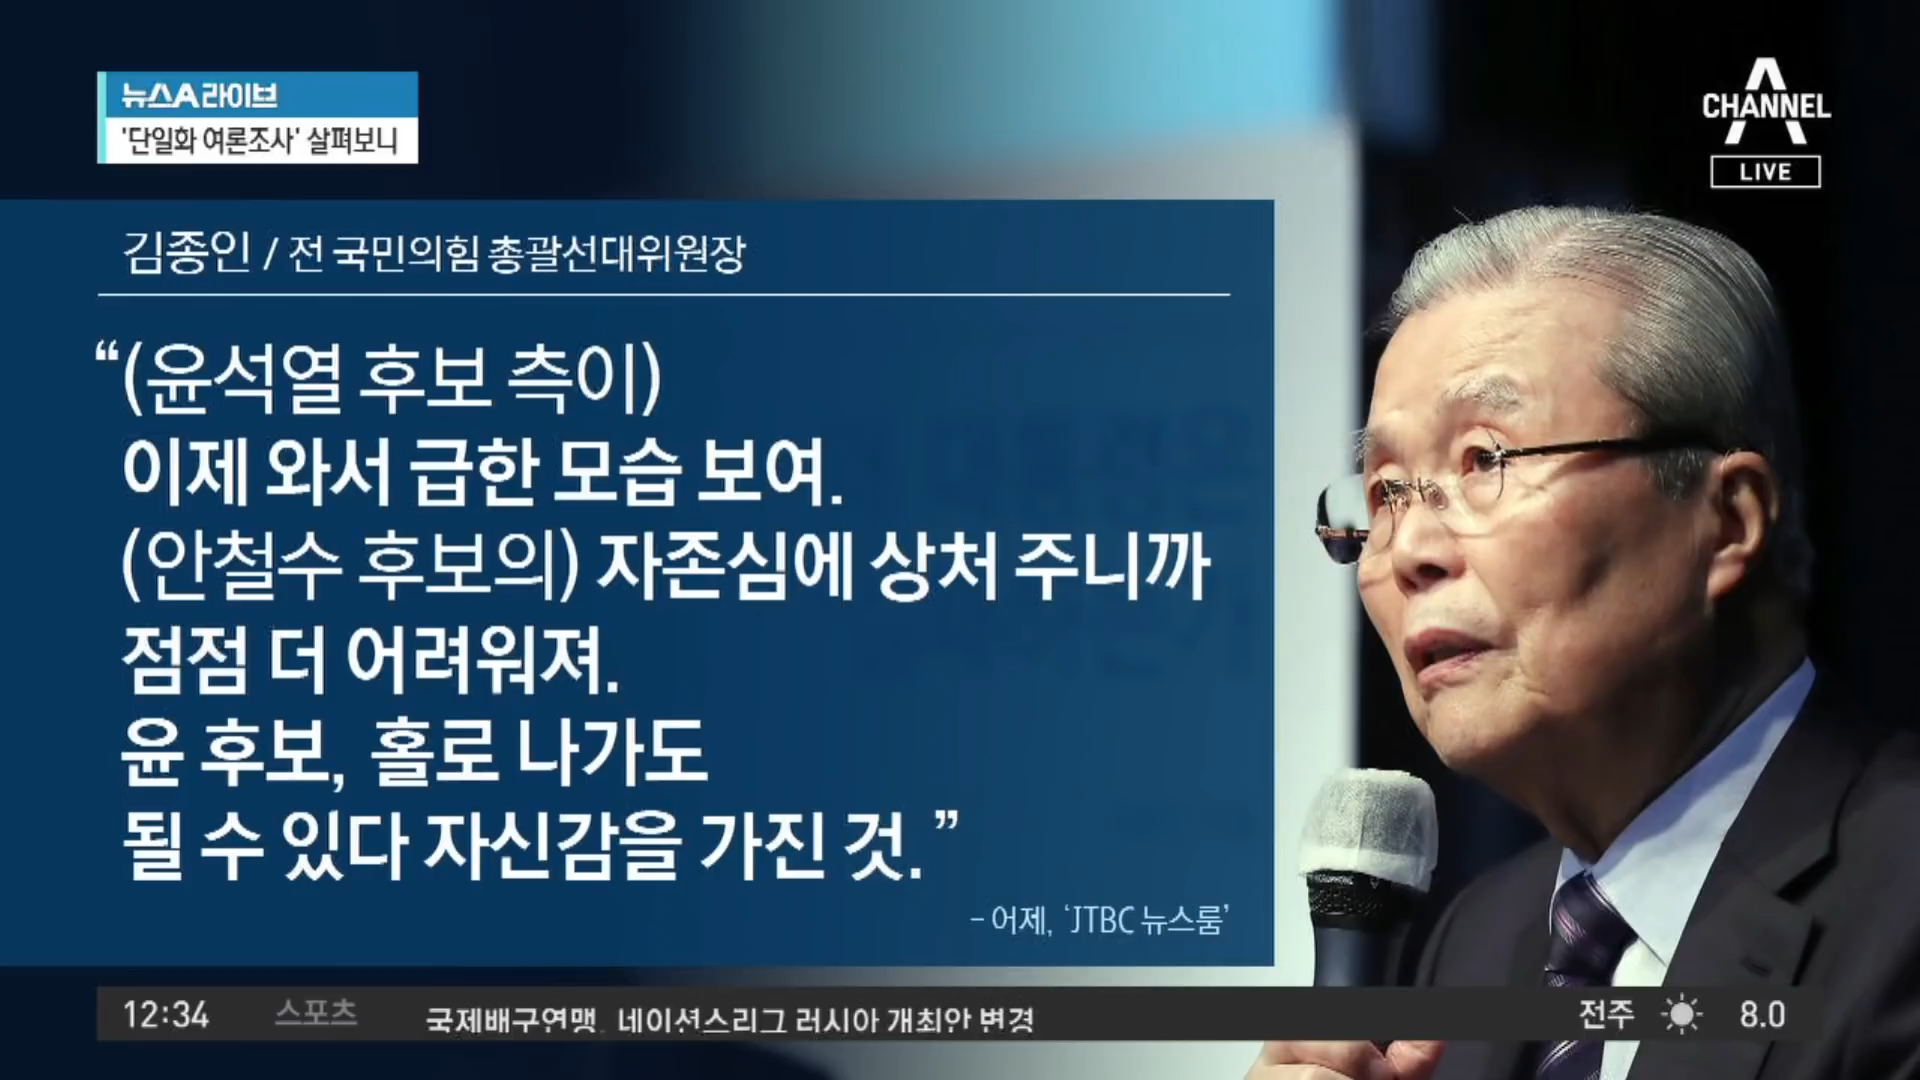 뉴스A 라이브
'단일화 여론조사' 살펴보니
CHANNEL A
LIVE
김종인 / 전 국민의힘 총괄선대위원장
“(윤석열 후보 측이)
이제 와서 급한 모습 보여.
(안철수 후보의) 자존심에 상처 주니까
점점 더 어려워져.
윤 후보, 홀로 나가도
될 수 있다 자신감을 가진 것.”
- 어제, ‘JTBC 뉴스룸’
12:34 스포츠 국제배구연맹, 네이션스리그 러시아 개최안 변경 전주 8.0